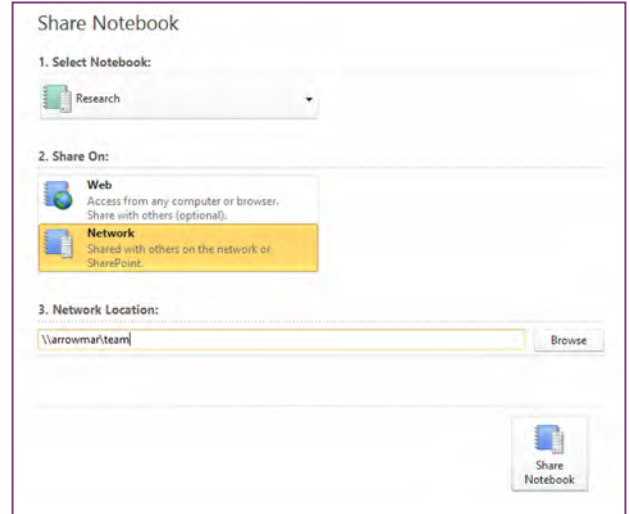 Share Notebook
1. Select Notebook:
Research
2. Share On:
Web
Access from any computer or browser.
Share with others (optional).
Network
Shared with others on the network or
SharePoint.
3. Network Location:
\\arrowmar\team
Browse
Share
Notebook